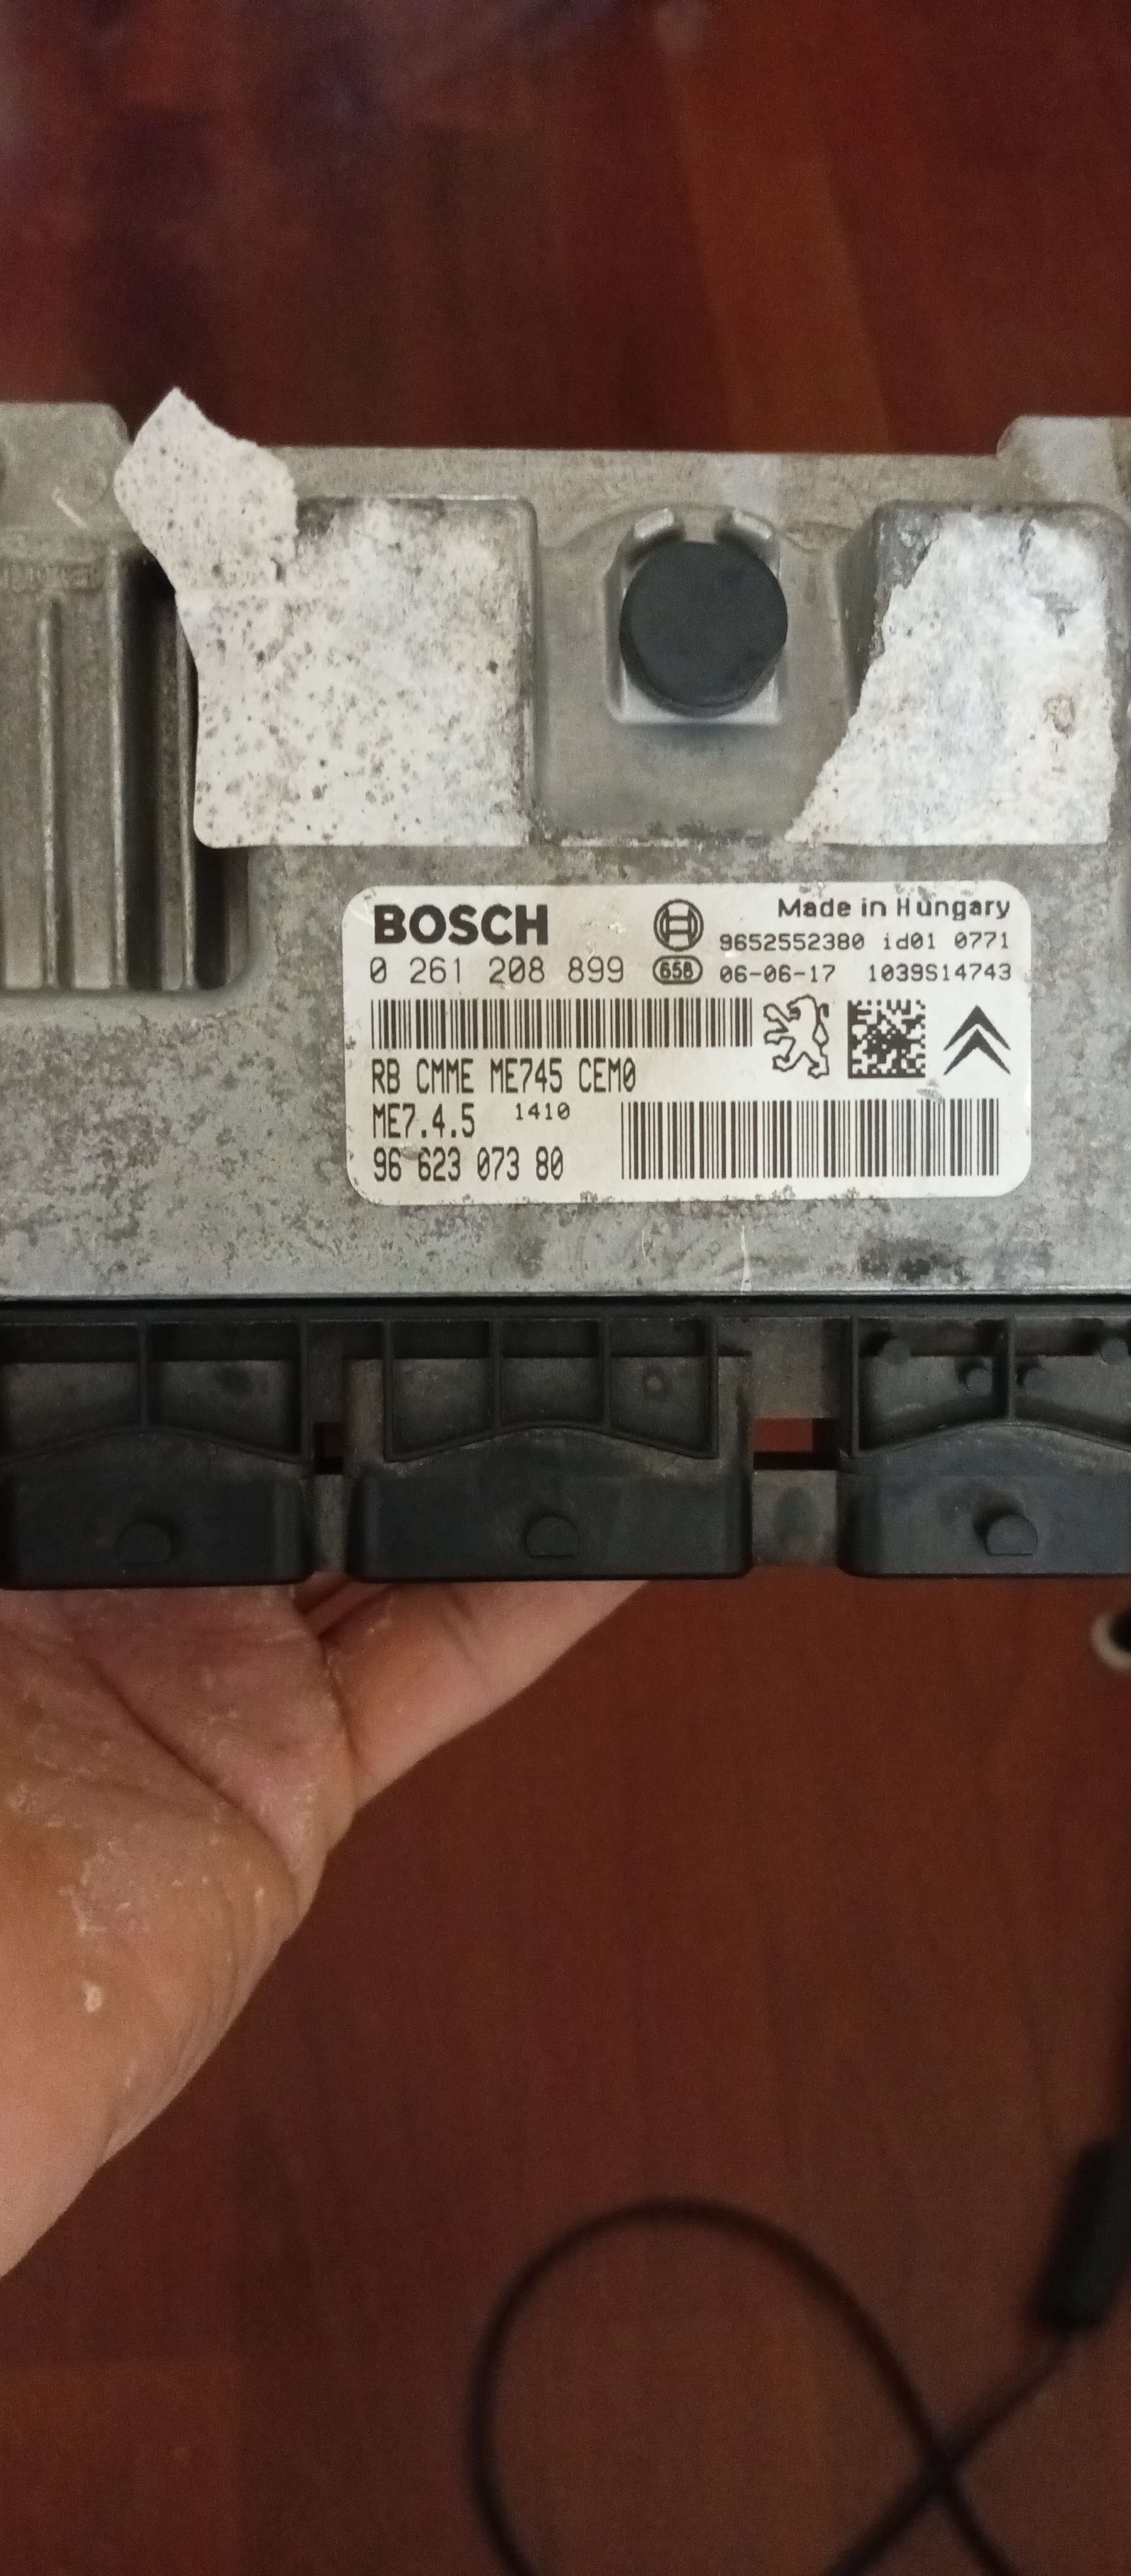 BOSCH
Made in Hungary
9652552380 id01 0771
0 261 208 899
658 06-06-17 1039S14743
RB CMME ME745 CEM0
ME7.4.5 1410
96 623 073 80